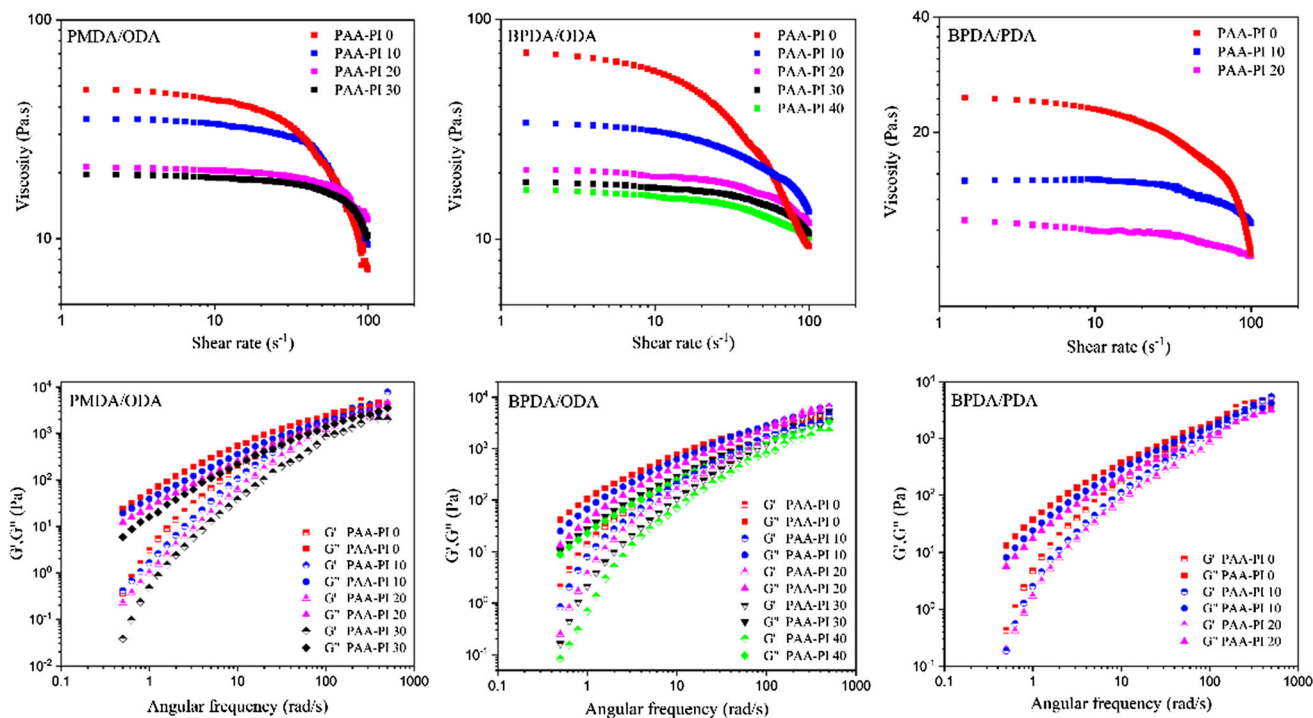 PMDA/ODA
PAA-PI 0
PAA-PI 10
PAA-PI 20
PAA-PI 30
100
10
Viscosity (Pa.s)
1
10
100
Shear rate (s⁻¹)
BPDA/ODA
PAA-PI 0
PAA-PI 10
PAA-PI 20
PAA-PI 30
PAA-PI 40
100
10
Viscosity (Pa.s)
1
10
100
Shear rate (s⁻¹)
BPDA/PDA
PAA-PI 0
PAA-PI 10
PAA-PI 20
40
20
Viscosity (Pa.s)
1
10
100
Shear rate (s⁻¹)
PMDA/ODA
10⁴
10³
10²
10¹
10⁰
10⁻¹
10⁻²
G',G'' (Pa)
G' PAA-PI 0
G'' PAA-PI 0
G' PAA-PI 10
G'' PAA-PI 10
G' PAA-PI 20
G'' PAA-PI 20
G' PAA-PI 30
G'' PAA-PI 30
0.1
1
10
100
1000
Angular frequency (rad/s)
BPDA/ODA
10⁴
10³
10²
10¹
10⁰
10⁻¹
G',G'' (Pa)
G' PAA-PI 0
G'' PAA-PI 0
G' PAA-PI 10
G'' PAA-PI 10
G' PAA-PI 20
G'' PAA-PI 20
G' PAA-PI 30
G'' PAA-PI 30
G' PAA-PI 40
G'' PAA-PI 40
0.1
1
10
100
1000
Angular frequency (rad/s)
BPDA/PDA
10⁴
10³
10²
10¹
10⁰
10⁻¹
G',G'' (Pa)
G' PAA-PI 0
G'' PAA-PI 0
G' PAA-PI 10
G'' PAA-PI 10
G' PAA-PI 20
G'' PAA-PI 20
0.1
1
10
100
1000
Angular frequency (rad/s)